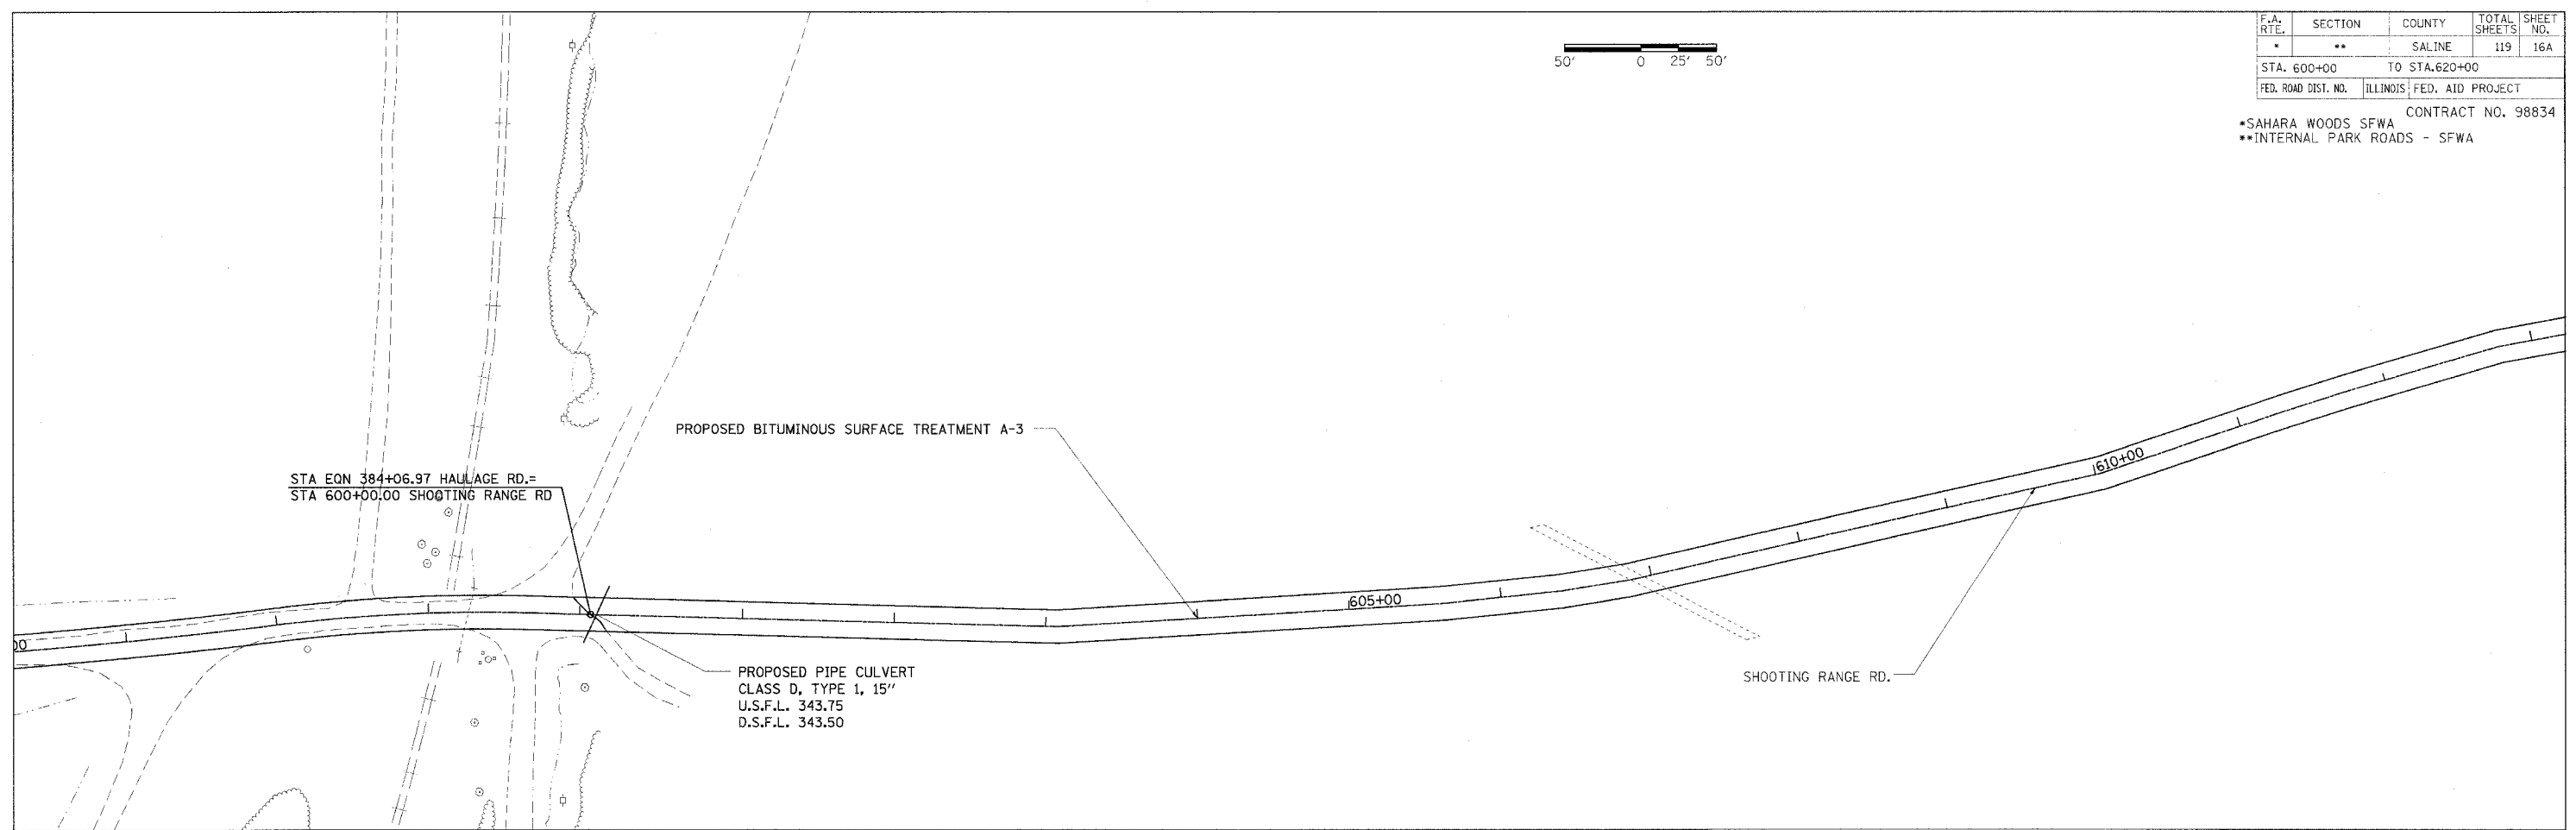 F.A. RTE. SECTION COUNTY TOTAL SHEETS SHEET NO.
* ** SALINE 119 16A
STA. 600+00 TO STA.620+00
FED. ROAD DIST. NO. ILLINOIS FED. AID PROJECT
CONTRACT NO. 98834
*SAHARA WOODS SFWA
**INTERNAL PARK ROADS - SFWA
50' 0 25' 50'
PROPOSED BITUMINOUS SURFACE TREATMENT A-3
STA EQN 384+06.97 HAULAGE RD.=
STA 600+00.00 SHOOTING RANGE RD
610+00
605+00
00
PROPOSED PIPE CULVERT
CLASS D, TYPE 1, 15"
U.S.F.L. 343.75
D.S.F.L. 343.50
SHOOTING RANGE RD.